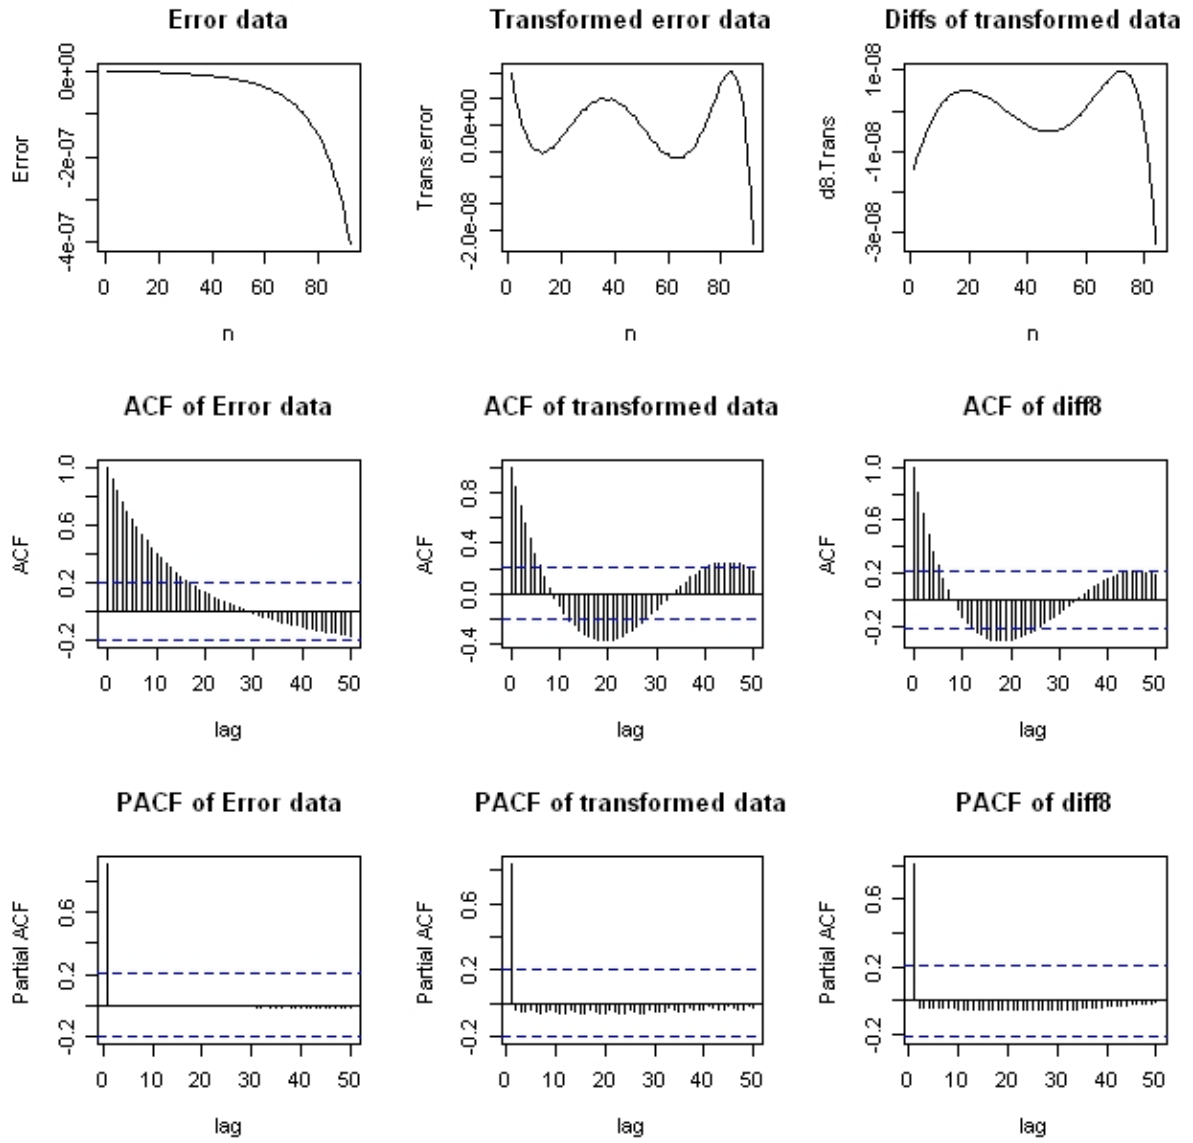 Error data
Transformed error data
Diffs of transformed data
Error
0e+00
-2e-07
-4e-07
0 20 40 60 80
n
Trans.error
0.0e+00
-2.0e-08
0 20 40 60 80
n
d8.Trans
1e-08
-1e-08
-3e-08
0 20 40 60 80
n
ACF of Error data
ACF of transformed data
ACF of diff8
ACF
1.0
0.6
0.2
-0.2
0 10 20 30 40 50
lag
ACF
0.8
0.4
0.0
-0.4
0 10 20 30 40 50
lag
ACF
1.0
0.6
0.2
-0.2
0 10 20 30 40 50
lag
PACF of Error data
PACF of transformed data
PACF of diff8
Partial ACF
0.6
0.2
-0.2
0 10 20 30 40 50
lag
Partial ACF
0.6
0.2
-0.2
0 10 20 30 40 50
lag
Partial ACF
0.6
0.2
-0.2
0 10 20 30 40 50
lag